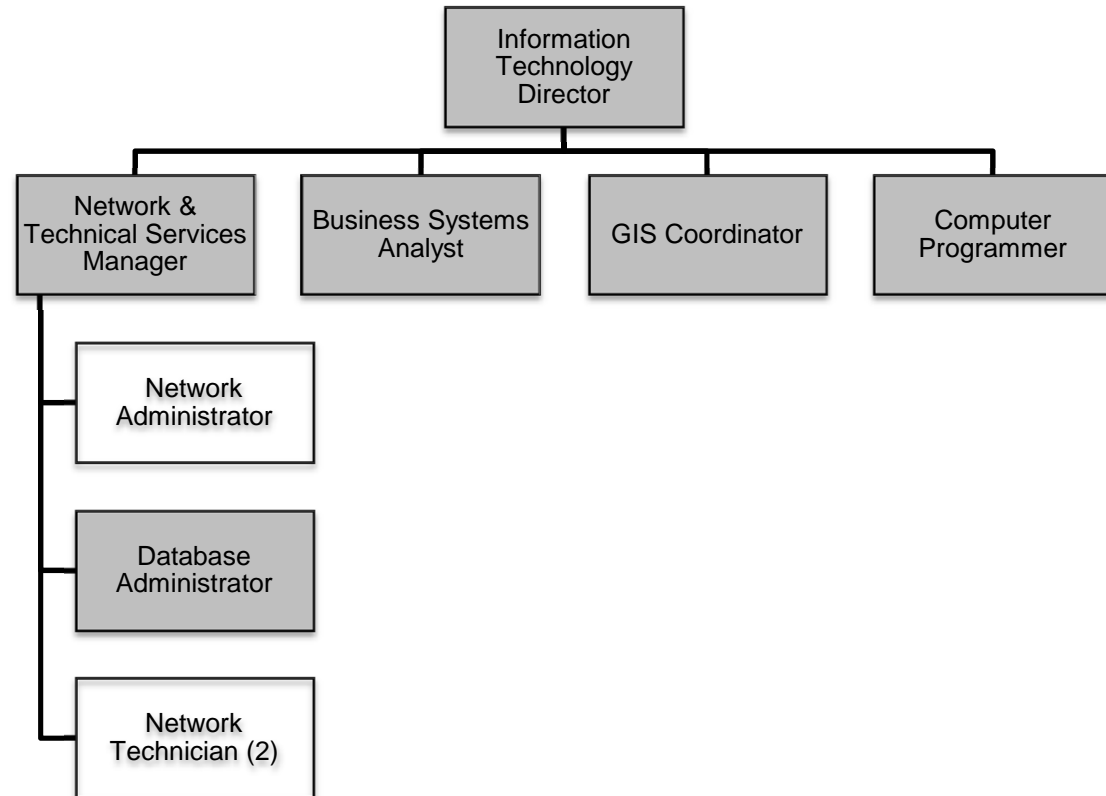 Information
Technology
Director
Network &
Technical Services
Manager
Business Systems
Analyst
GIS Coordinator
Computer
Programmer
Network
Administrator
Database
Administrator
Network
Technician (2)